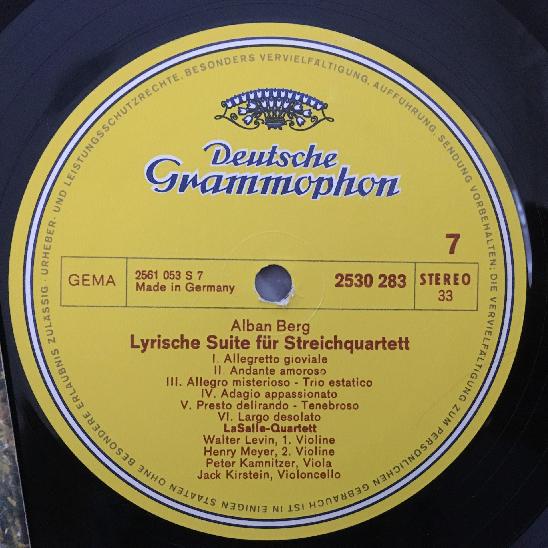 URHEBER- UND LEISTUNGSSCHUTZRECHTE, BESONDERS VERVIELFÄLTIGUNG, AUFFÜHRUNG, SENDUNG VORBEHALTEN; DIE VERVIELFÄLTIGUNG ZUM PERSÖNLICHEN GEBRAUCH IST IN EINIGEN STAATEN OHNE BESONDERE ERLAUBNIS ZULÄSSIG ·
Deutsche
Grammophon
7
GEMA
2561 053 S 7
Made in Germany
2530 283
STEREO
33
Alban Berg
Lyrische Suite für Streichquartett
I. Allegretto gioviale
II. Andante amoroso
III. Allegro misterioso - Trio estatico
IV. Adagio appassionato
V. Presto delirando - Tenebroso
VI. Largo desolato
LaSalle-Quartett
Walter Levin, 1. Violine
Henry Meyer, 2. Violine
Peter Kamnitzer, Viola
Jack Kirstein, Violoncello